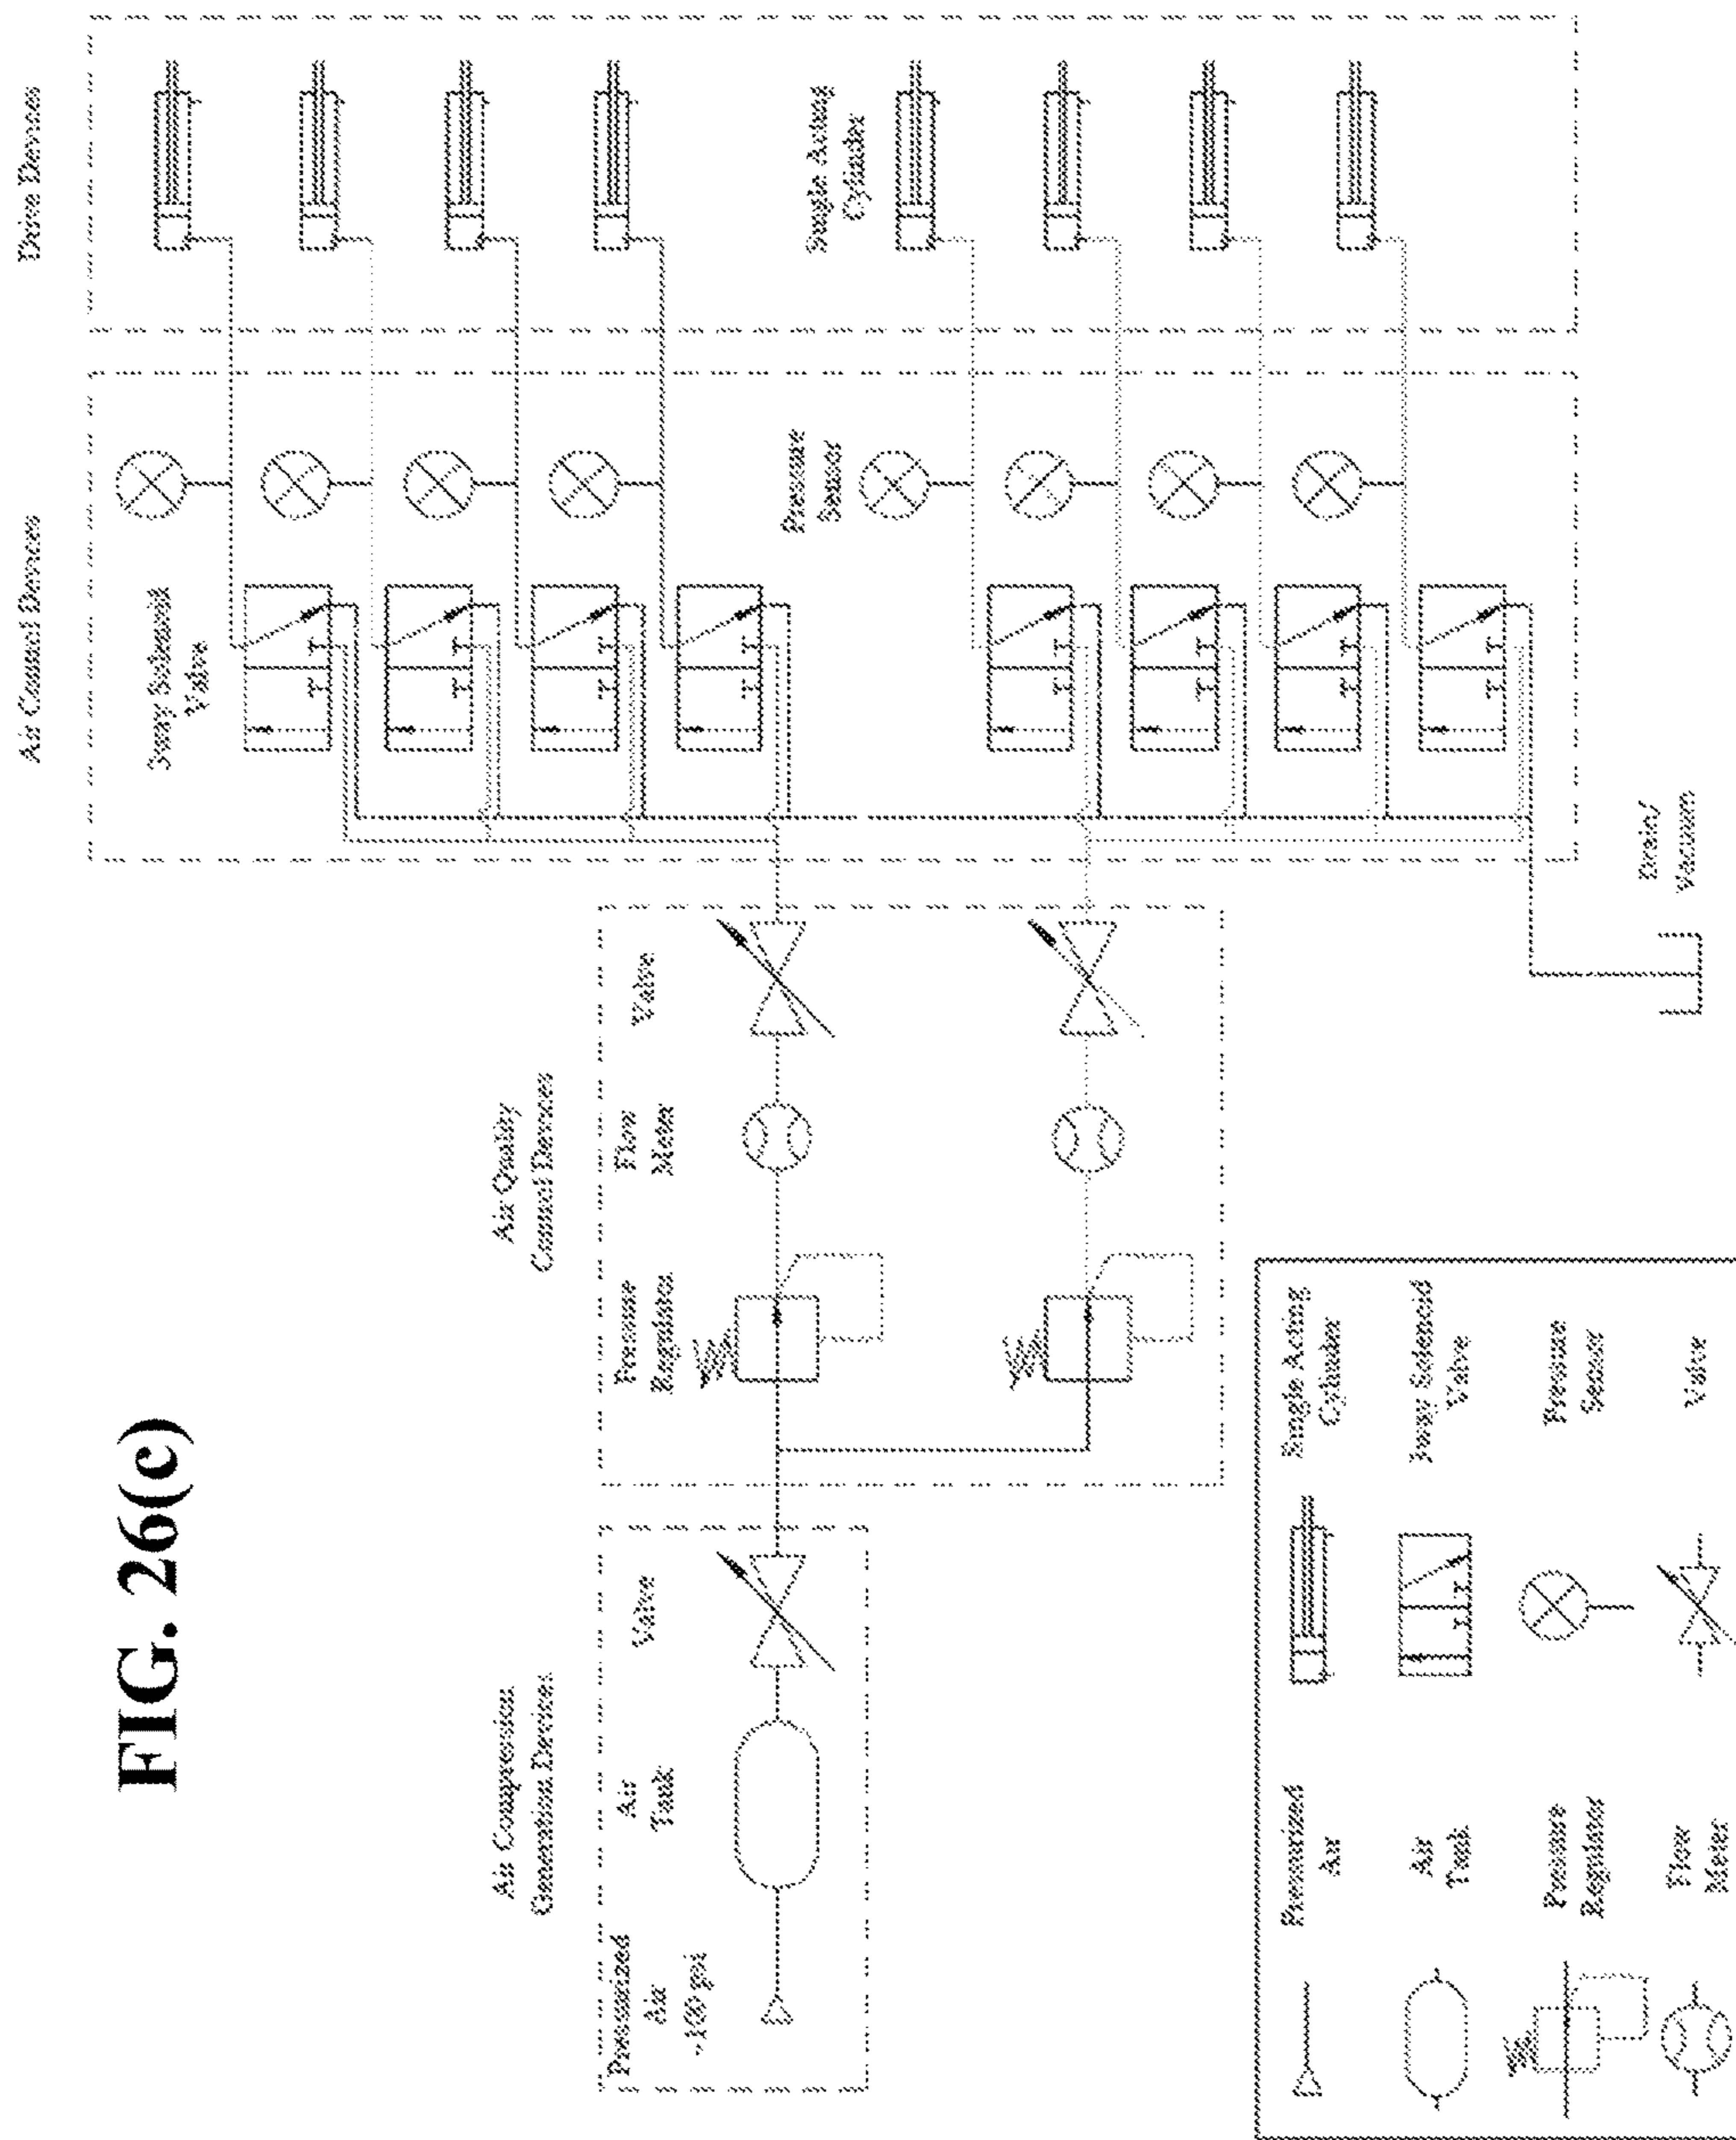 FIG. 26(c)
Air Compression
Generation Devices
Pressurized
Air
~100 psi
Air
Tank
Valve
Air Quality
Control Devices
Pressure
Regulator
Flow
Meter
Valve
Air Control Devices
3way Solenoid
Valve
Pressure
Sensor
Drive Devices
Single Acting
Cylinder
Drain/
Vacuum
Pressurized
Air
Single Acting
Cylinder
Air
Tank
3way Solenoid
Valve
Pressure
Regulator
Pressure
Sensor
Flow
Meter
Valve